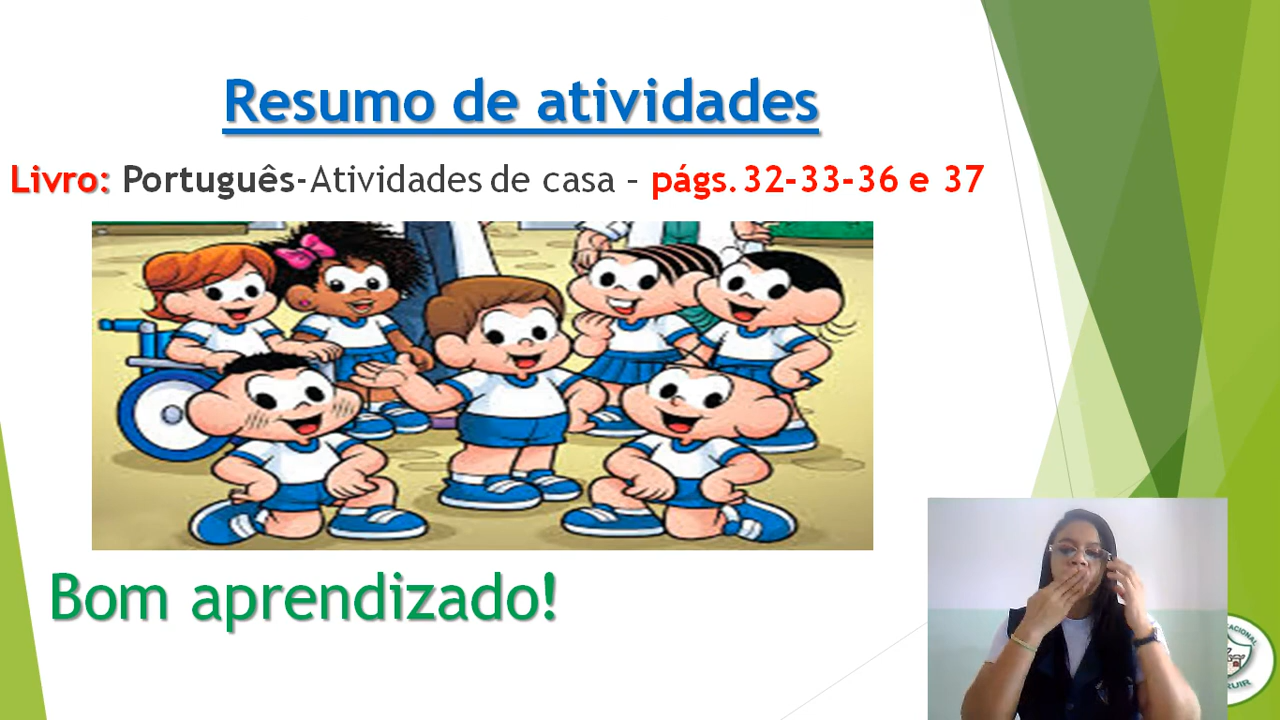 Resumo de atividades
Livro: Português-Atividades de casa – págs.32-33-36 e 37
Bom aprendizado!